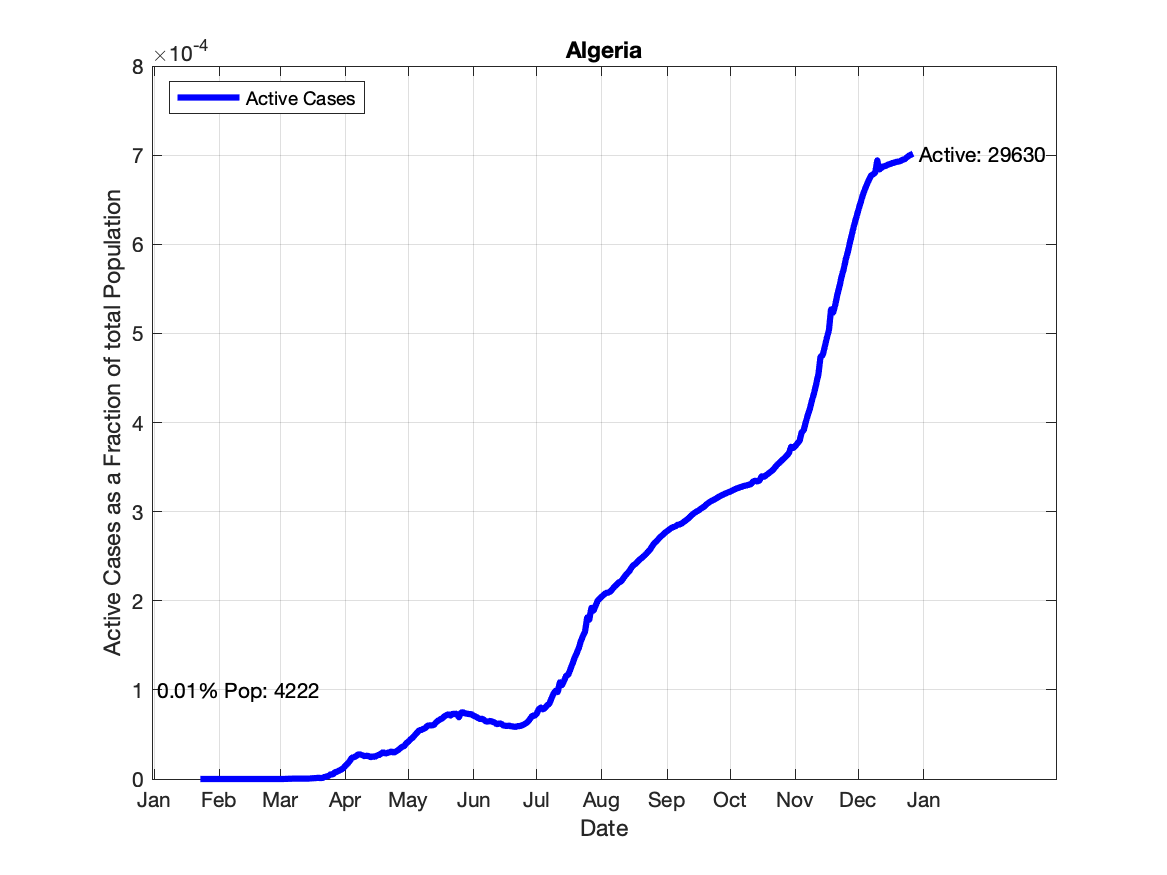 Algeria
×10-4
Active Cases
8
7
6
5
4
3
2
1
0
Active Cases as a Fraction of total Population
Active: 29630
0.01% Pop: 4222
Jan Feb Mar Apr May Jun Jul Aug Sep Oct Nov Dec Jan
Date